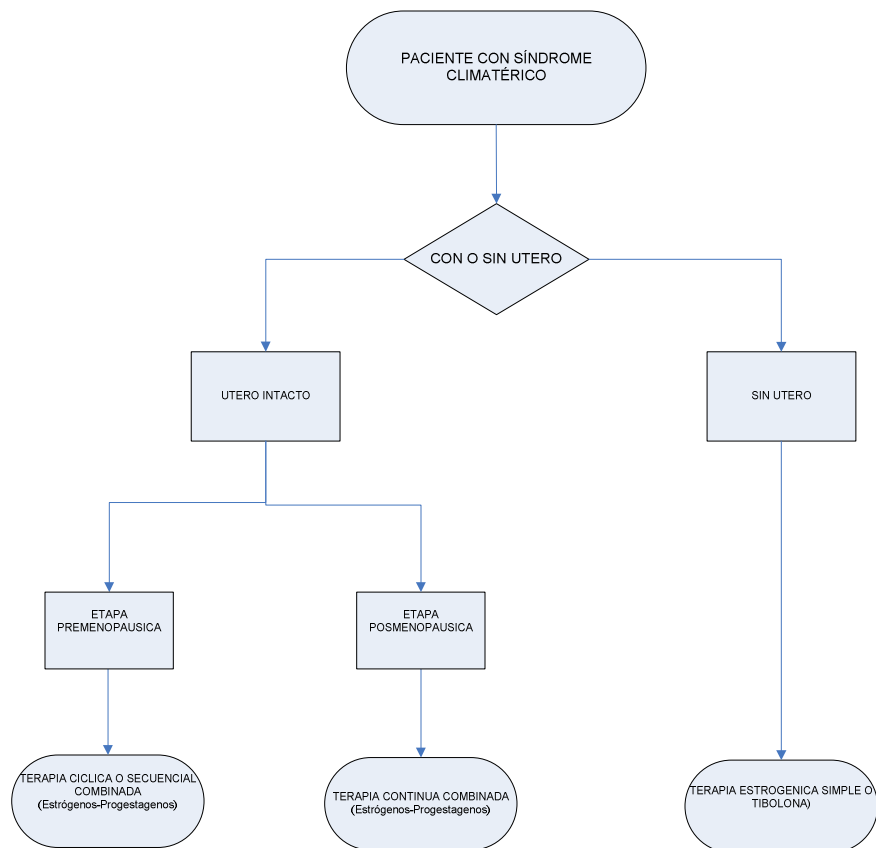 PACIENTE CON SÍNDROME
CLIMATÉRICO
CON O SIN UTERO
UTERO INTACTO
SIN UTERO
ETAPA
PREMENOPAUSICA
ETAPA
POSMENOPAUSICA
TERAPIA CICLICA O SECUENCIAL
COMBINADA
(Estrógenos-Progestagenos)
TERAPIA CONTINUA COMBINADA
(Estrógenos-Progestagenos)
TERAPIA ESTROGENICA SIMPLE O
TIBOLONA)